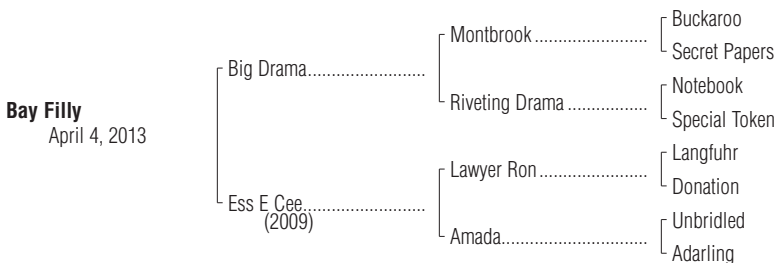 Buckaroo
Montbrook
Secret Papers
Big Drama
Notebook
Riveting Drama
Special Token
Bay Filly
April 4, 2013
Langfuhr
Lawyer Ron
Donation
Ess E Cee
(2009)
Unbridled
Amada
Adarling